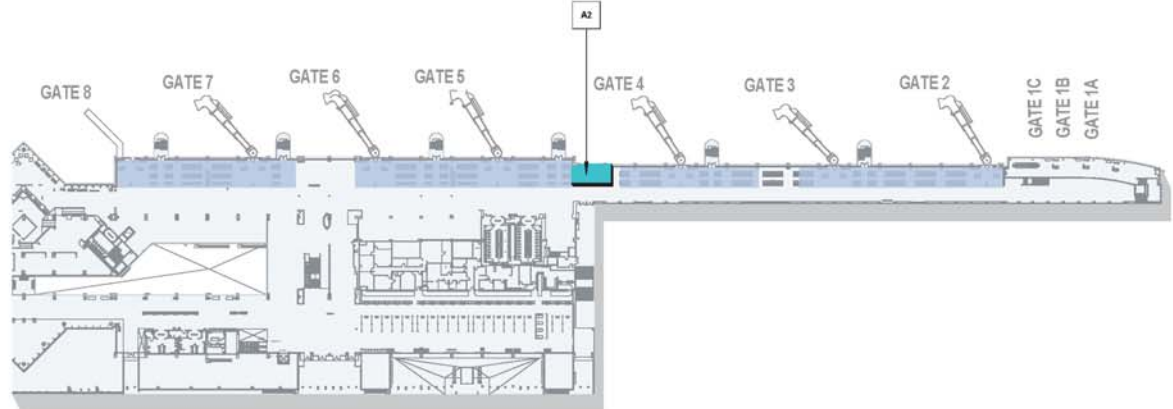 A2
GATE 8
GATE 7
GATE 6
GATE 5
GATE 4
GATE 3
GATE 2
GATE 1C
GATE 1B
GATE 1A